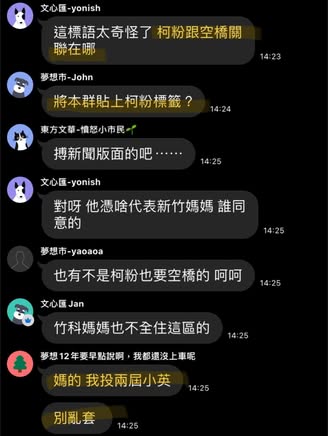 文心匯-yonish
這標語太奇怪了 柯粉跟空橋關
聯在哪
14:23
夢想市-John
將本群貼上柯粉標籤？
14:24
東方文華-憤怒小市民🌱
搏新聞版面的吧⋯⋯
14:25
文心匯-yonish
對呀 他憑啥代表新竹媽媽 誰同
意的
14:25
夢想市-yaoaoa
也有不是柯粉也要空橋的 呵呵
14:25
文心匯Jan
竹科媽媽也不全住這區的
14:25
夢想12年要早點說啊，我都還沒上車呢
媽的 我投兩屆小英
14:25
別亂套
14:25